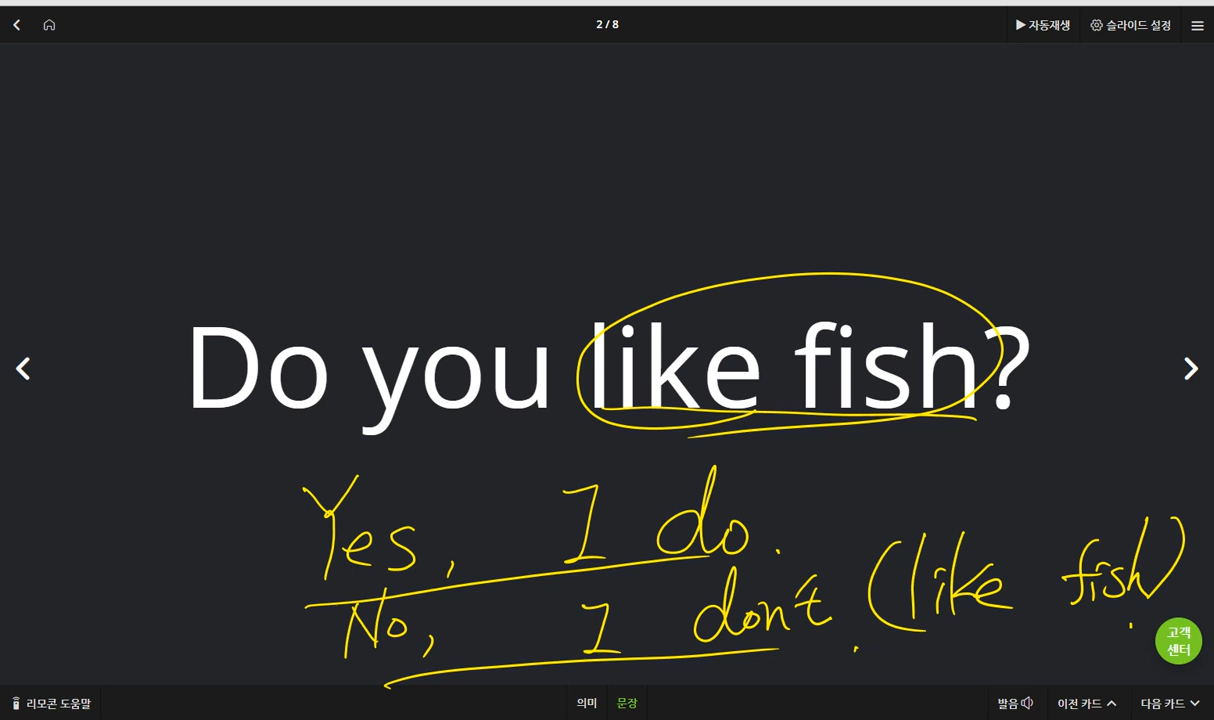 2 / 8
자동재생
슬라이드 설정
Do you like fish?
Yes, I do.
No, I don't. (like fish).
고객
센터
리모콘 도움말
의미
문장
발음
이전 카드
다음 카드